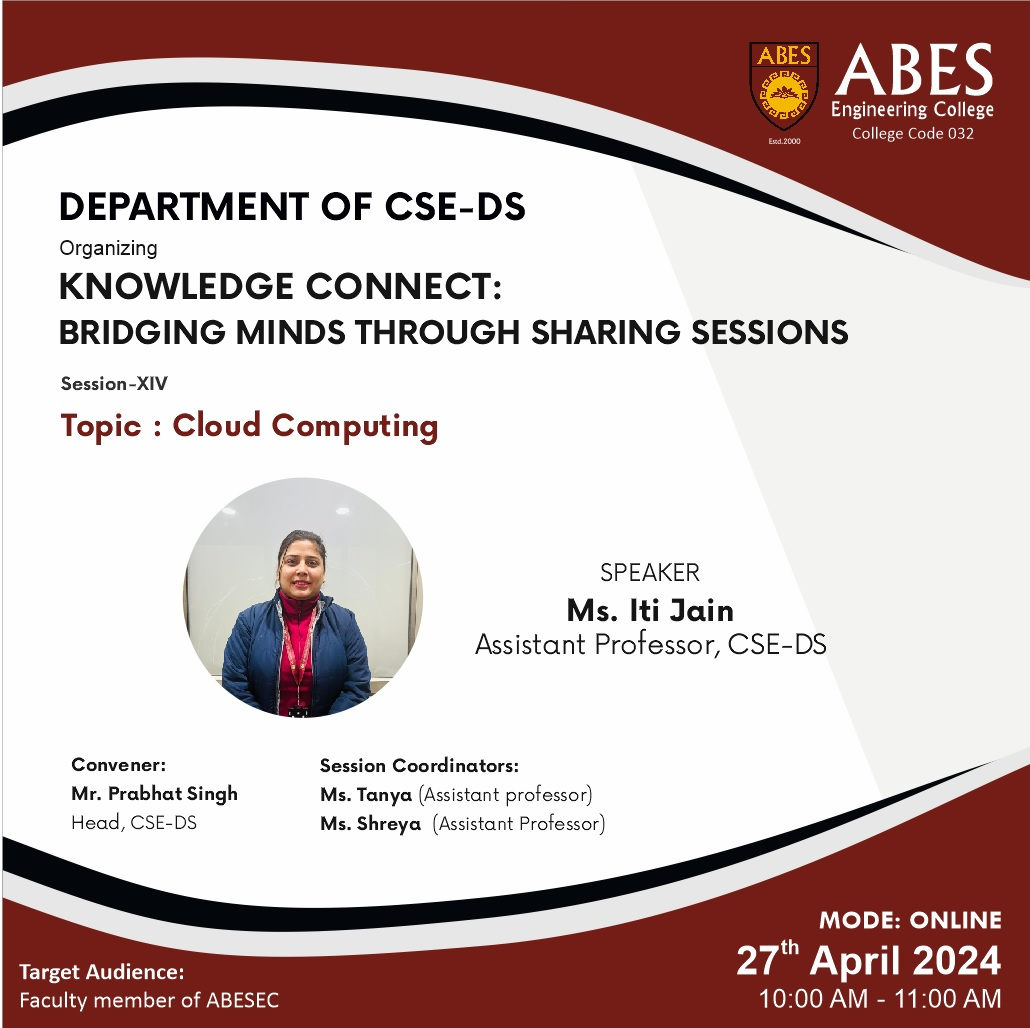 ABES
Estd.2000
ABES
Engineering College
College Code 032
DEPARTMENT OF CSE-DS
Organizing
KNOWLEDGE CONNECT:
BRIDGING MINDS THROUGH SHARING SESSIONS
Session-XIV
Topic : Cloud Computing
SPEAKER
Ms. Iti Jain
Assistant Professor, CSE-DS
Convener:
Mr. Prabhat Singh
Head, CSE-DS
Session Coordinators:
Ms. Tanya (Assistant professor)
Ms. Shreya (Assistant Professor)
Target Audience:
Faculty member of ABESEC
MODE: ONLINE
27th April 2024
10:00 AM - 11:00 AM